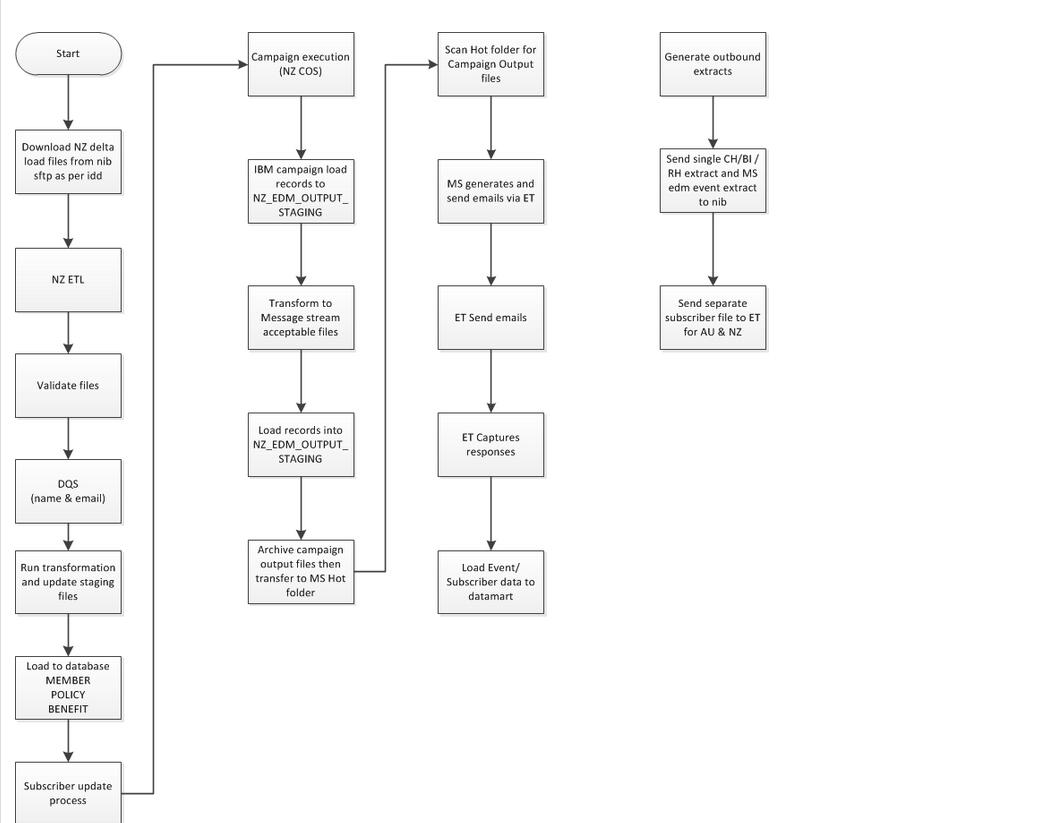 Start
Download NZ delta
load files from nib
sftp as per idd
NZ ETL
Validate files
DQS
(name & email)
Run transformation
and update staging
files
Load to database
MEMBER
POLICY
BENEFIT
Subscriber update
process
Campaign execution
(NZ COS)
IBM campaign load
records to
NZ_EDM_OUTPUT_
STAGING
Transform to
Message stream
acceptable files
Load records into
NZ_EDM_OUTPUT_
STAGING
Archive campaign
output files then
transfer to MS Hot
folder
Scan Hot folder for
Campaign Output
files
MS generates and
send emails via ET
ET Send emails
ET Captures
responses
Load Event/
Subscriber data to
datamart
Generate outbound
extracts
Send single CH/BI /
RH extract and MS
edm event extract
to nib
Send separate
subscriber file to ET
for AU & NZ